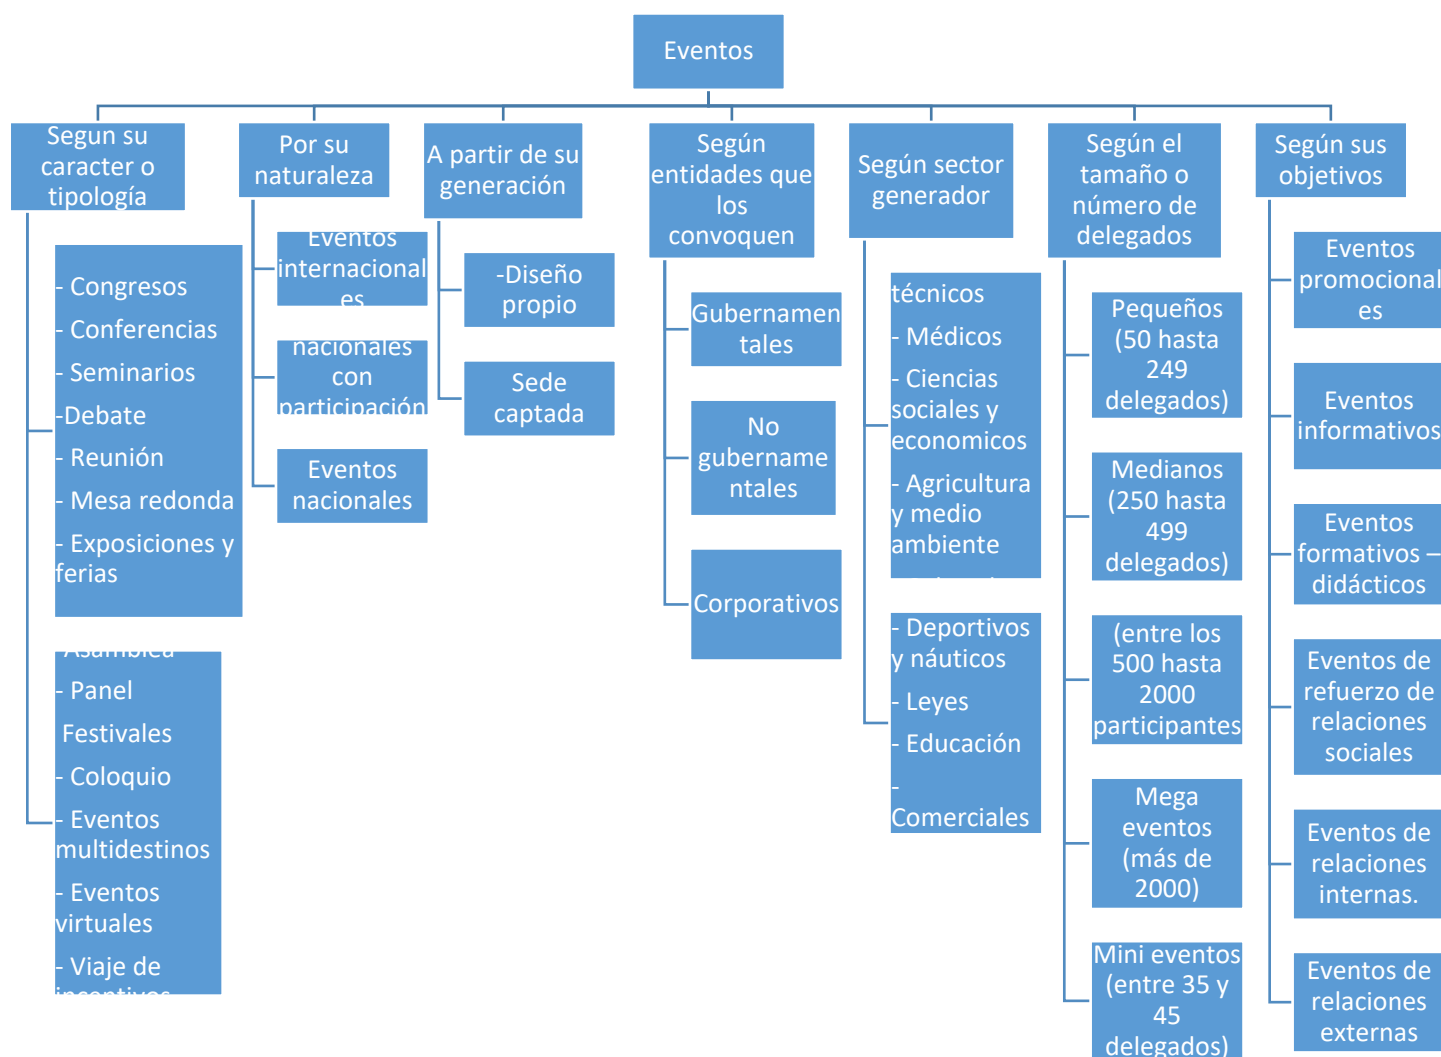 Eventos
Segun su
caracter o
tipología
- Congresos
- Conferencias
- Seminarios
-Debate
- Reunión
- Mesa redonda
- Exposiciones y
ferias
Asamblea
- Panel
Festivales
- Coloquio
- Eventos
multidestinos
- Eventos
virtuales
- Viaje de
incentivos
Por su
naturaleza
Eventos
internacional
es
nacionales
con
participación
Eventos
nacionales
A partir de su
generación
-Diseño
propio
Sede
captada
Según
entidades que
los
convoquen
Gubernamen
tales
No
gubername
ntales
Corporativos
Según sector
generador
técnicos
- Médicos
- Ciencias
sociales y
economicos
- Agricultura
y medio
ambiente
- Deportivos
y náuticos
- Leyes
- Educación
-
Comerciales
Según el
tamaño o
número de
delegados
Pequeños
(50 hasta
249
delegados)
Medianos
(250 hasta
499
delegados)
(entre los
500 hasta
2000
participantes
Mega
eventos
(más de
2000)
Mini eventos
(entre 35 y
45
delegados)
Según sus
objetivos
Eventos
promocional
es
Eventos
informativos
Eventos
formativos –
didácticos
Eventos de
refuerzo de
relaciones
sociales
Eventos de
relaciones
internas.
Eventos de
relaciones
externas